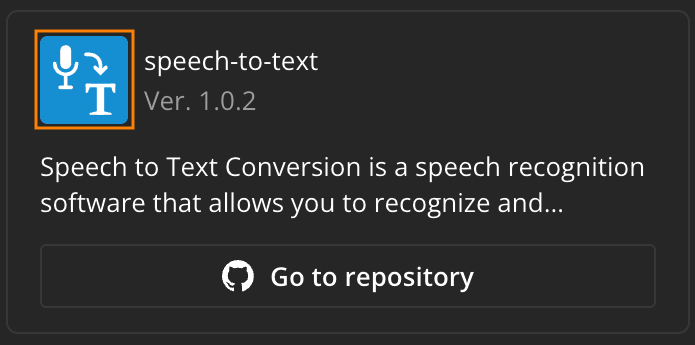 T
speech-to-text
Ver. 1.0.2
Speech to Text Conversion is a speech recognition
software that allows you to recognize and...
Go to repository